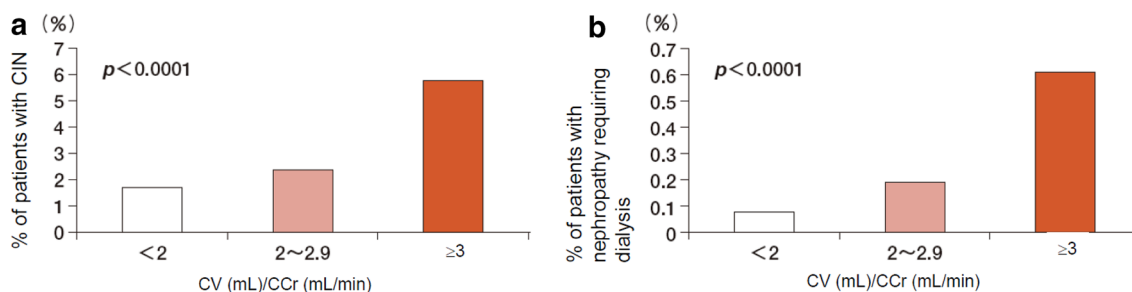 a (%)
7
6
5
4
3
2
1
0
p<0.0001
% of patients with CIN
<2
2～2.9
≥3
CV (mL)/CCr (mL/min)
b (%)
0.7
0.6
0.5
0.4
0.3
0.2
0.1
0
p<0.0001
% of patients with
nephropathy requiring
dialysis
<2
2～2.9
≥3
CV (mL)/CCr (mL/min)